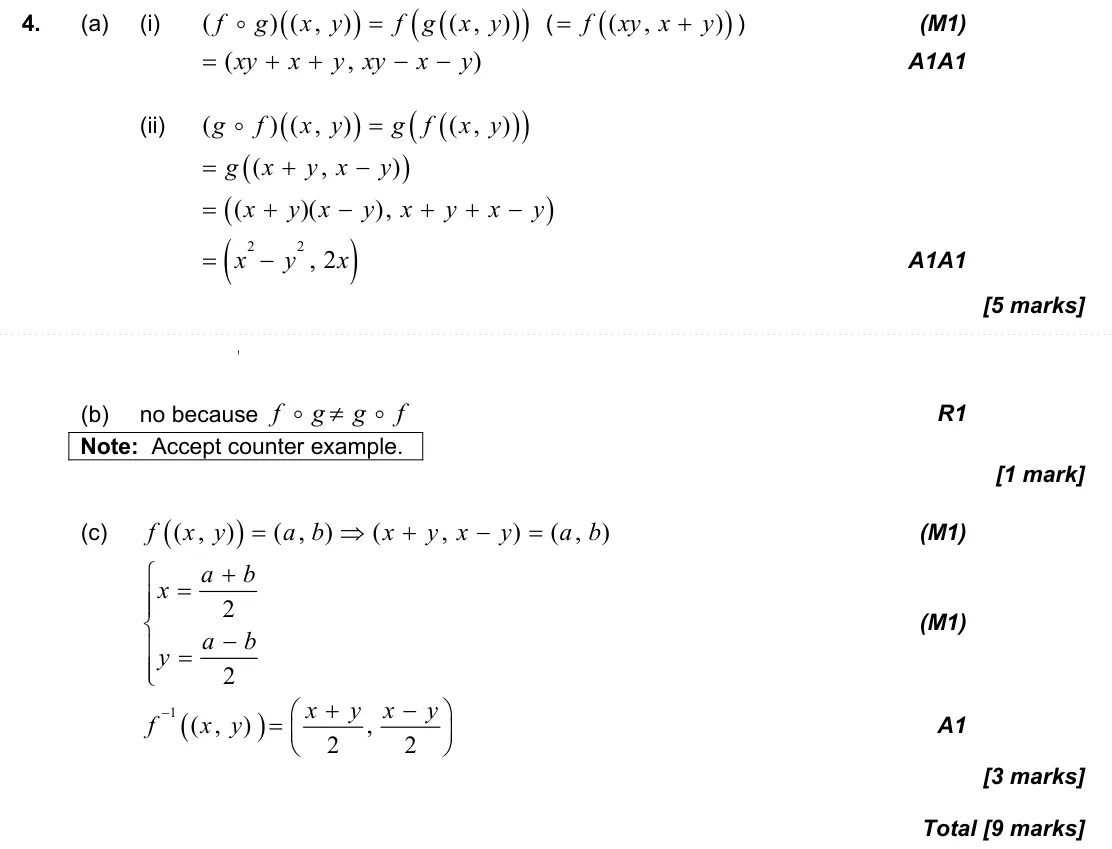 4. (a) (i) (f ∘ g)((x, y)) = f(g((x, y))) (= f((xy, x + y))) (M1)
= (xy + x + y, xy − x − y) A1A1
(ii) (g ∘ f)((x, y)) = g(f((x, y)))
= g((x + y, x − y))
= ((x + y)(x − y), x + y + x − y)
= (x² − y², 2x) A1A1
[5 marks]
(b) no because f ∘ g ≠ g ∘ f R1
Note: Accept counter example.
[1 mark]
(c) f((x, y)) = (a, b) ⇒ (x + y, x − y) = (a, b) (M1)
{ x = (a + b)/2
y = (a − b)/2 (M1)
f⁻¹((x, y)) = ((x + y)/2, (x − y)/2) A1
[3 marks]
Total [9 marks]